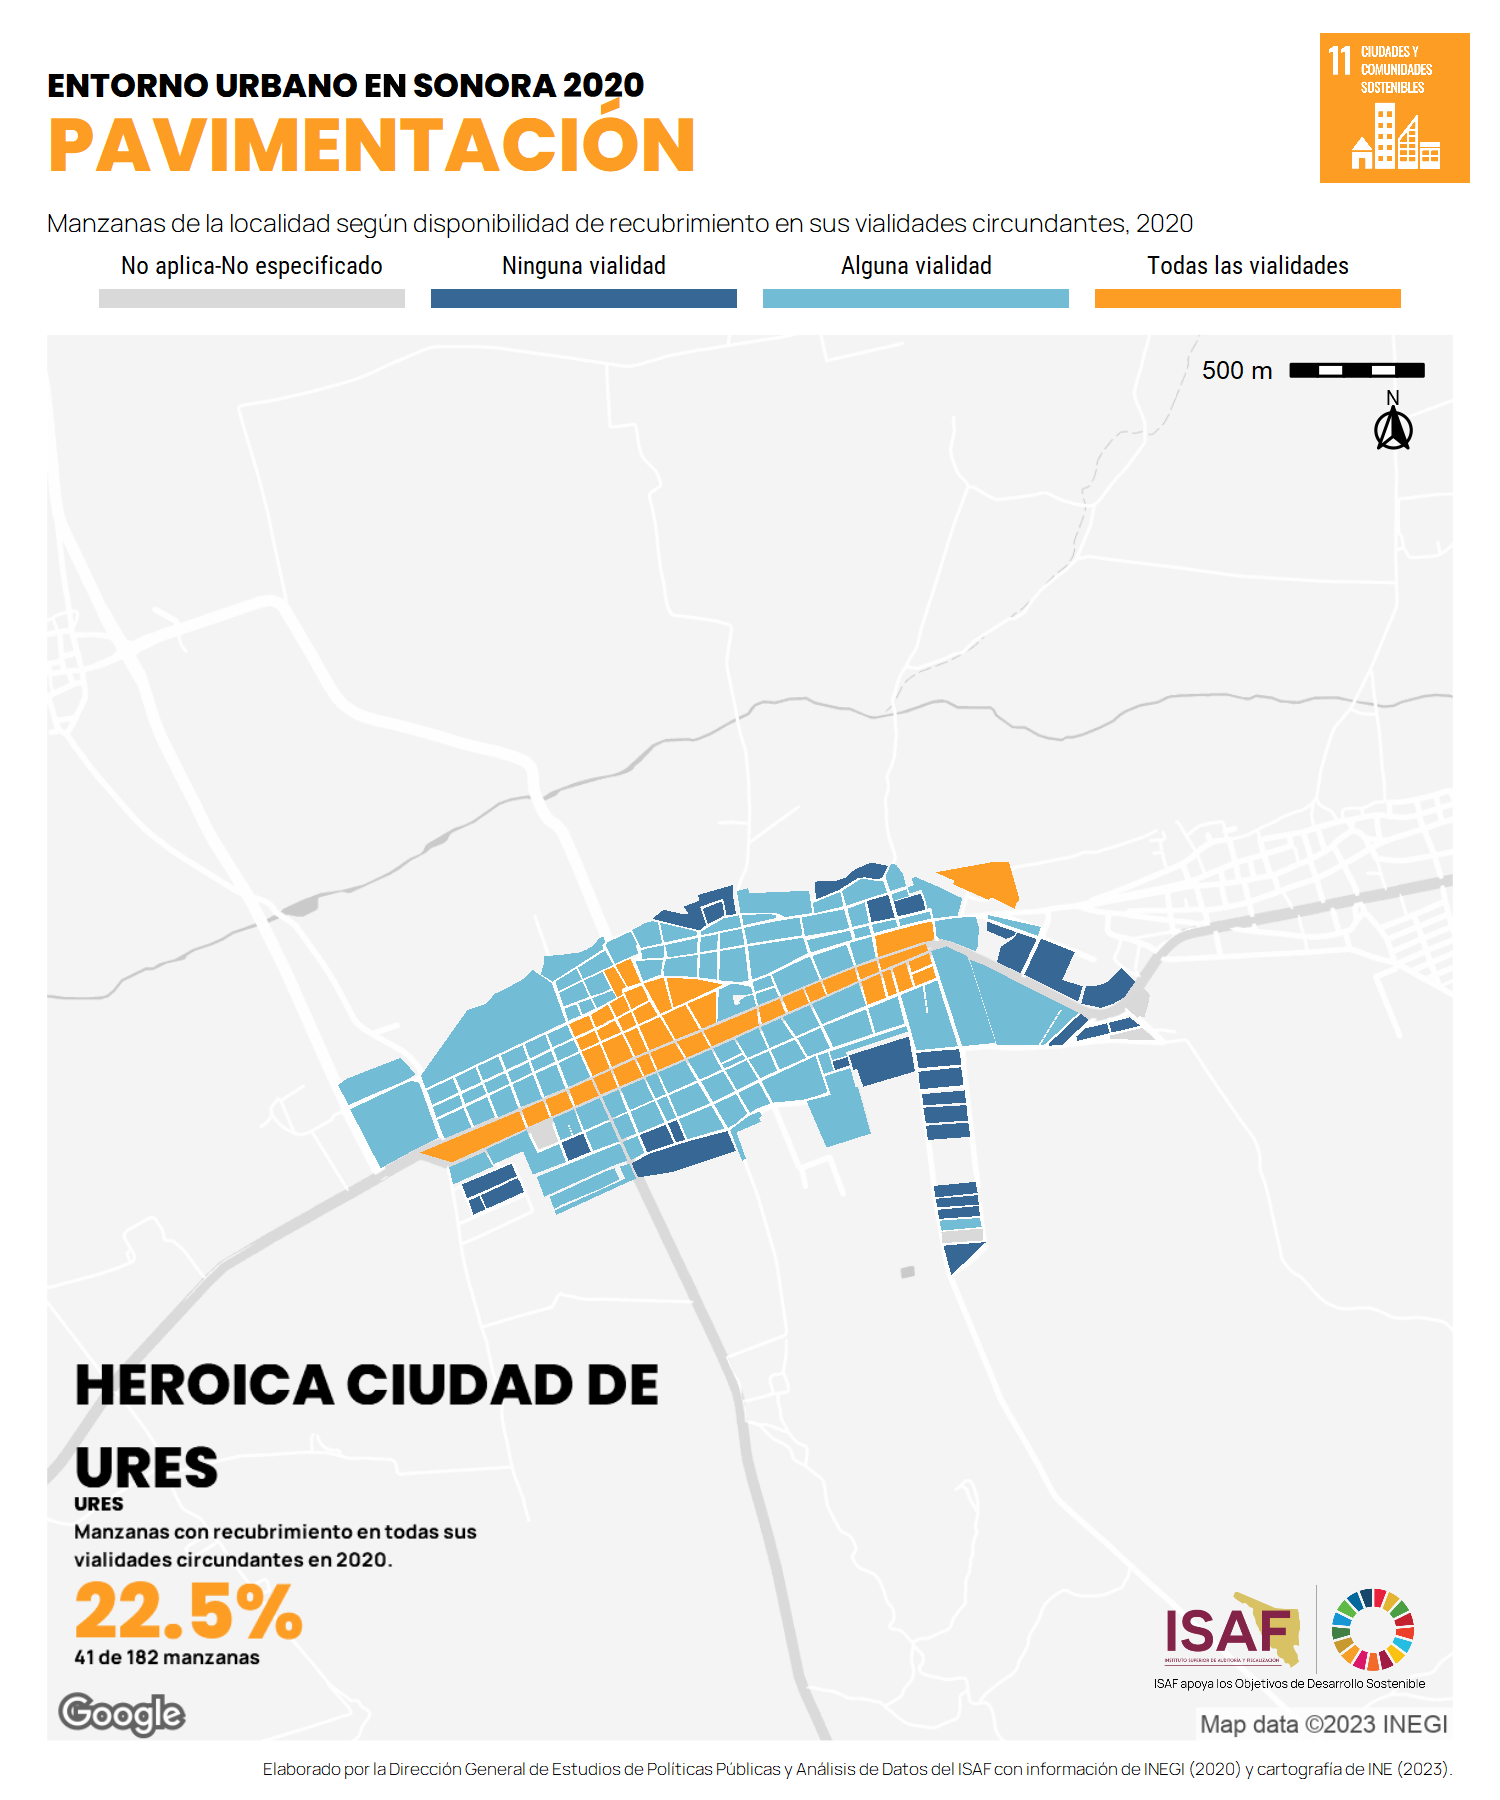 ENTORNO URBANO EN SONORA 2020
PAVIMENTACIÓN
11 CIUDADES Y
COMUNIDADES
SOSTENIBLES
Manzanas de la localidad según disponibilidad de recubrimiento en sus vialidades circundantes, 2020
No aplica-No especificado Ninguna vialidad Alguna vialidad Todas las vialidades
500 m
N
HEROICA CIUDAD DE
URES
URES
Manzanas con recubrimiento en todas sus
vialidades circundantes en 2020.
22.5%
41 de 182 manzanas
ISAF
INSTITUTO SUPERIOR DE AUDITORÍA Y FISCALIZACIÓN
ISAF apoya los Objetivos de Desarrollo Sostenible
Google
Map data ©2023 INEGI
Elaborado por la Dirección General de Estudios de Políticas Públicas y Análisis de Datos del ISAF con información de INEGI (2020) y cartografía de INE (2023).